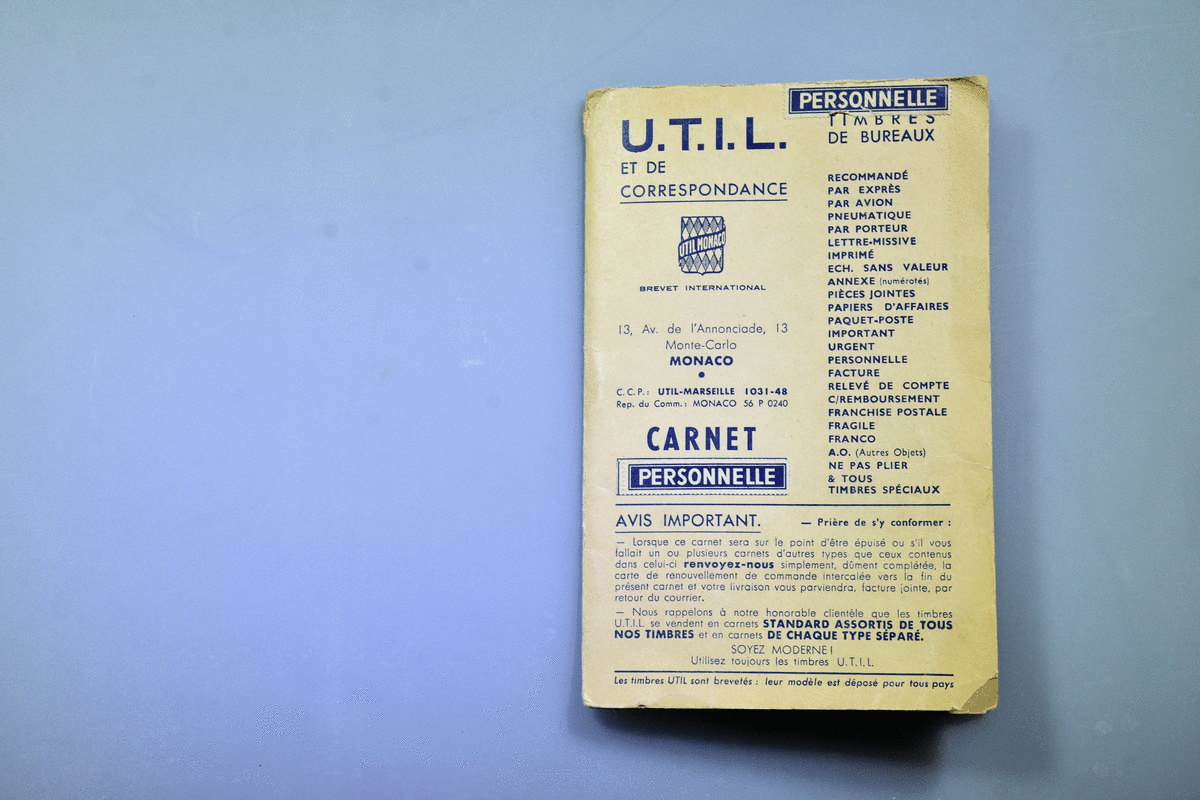 PERSONNELLE
U.T.I.L.
ET DE
CORRESPONDANCE
UTIL MONACO
BREVET INTERNATIONAL
13, Av. de l'Annonciade, 13
Monte-Carlo
MONACO
C.C.P.: UTIL-MARSEILLE 1031-48
Rep. du Comm.: MONACO 56 P 0240
CARNET
PERSONNELLE
TIMBRES
DE BUREAUX
RECOMMANDÉ
PAR EXPRÈS
PAR AVION
PNEUMATIQUE
PAR PORTEUR
LETTRE-MISSIVE
IMPRIMÉ
ECH. SANS VALEUR
ANNEXE (numérotés)
PIÈCES JOINTES
PAPIERS D'AFFAIRES
PAQUET-POSTE
IMPORTANT
URGENT
PERSONNELLE
FACTURE
RELEVÉ DE COMPTE
C/REMBOURSEMENT
FRANCHISE POSTALE
FRAGILE
FRANCO
A.O. (Autres Objets)
NE PAS PLIER
& TOUS
TIMBRES SPÉCIAUX
AVIS IMPORTANT. — Prière de s'y conformer :
— Lorsque ce carnet sera sur le point d'être épuisé ou s'il vous
fallait un ou plusieurs carnets d'autres types que ceux contenus
dans celui-ci renvoyez-nous simplement, dûment complétée, la
carte de renouvellement de commande intercalée vers la fin du
présent carnet et votre livraison vous parviendra, facture jointe, par
retour du courrier.
— Nous rappelons à notre honorable clientèle que les timbres
U.T.I.L. se vendent en carnets STANDARD ASSORTIS DE TOUS
NOS TIMBRES et en carnets DE CHAQUE TYPE SÉPARÉ.
SOYEZ MODERNE !
Utilisez toujours les timbres U.T.I.L.
Les timbres UTIL sont brevetés : leur modèle est déposé pour tous pays